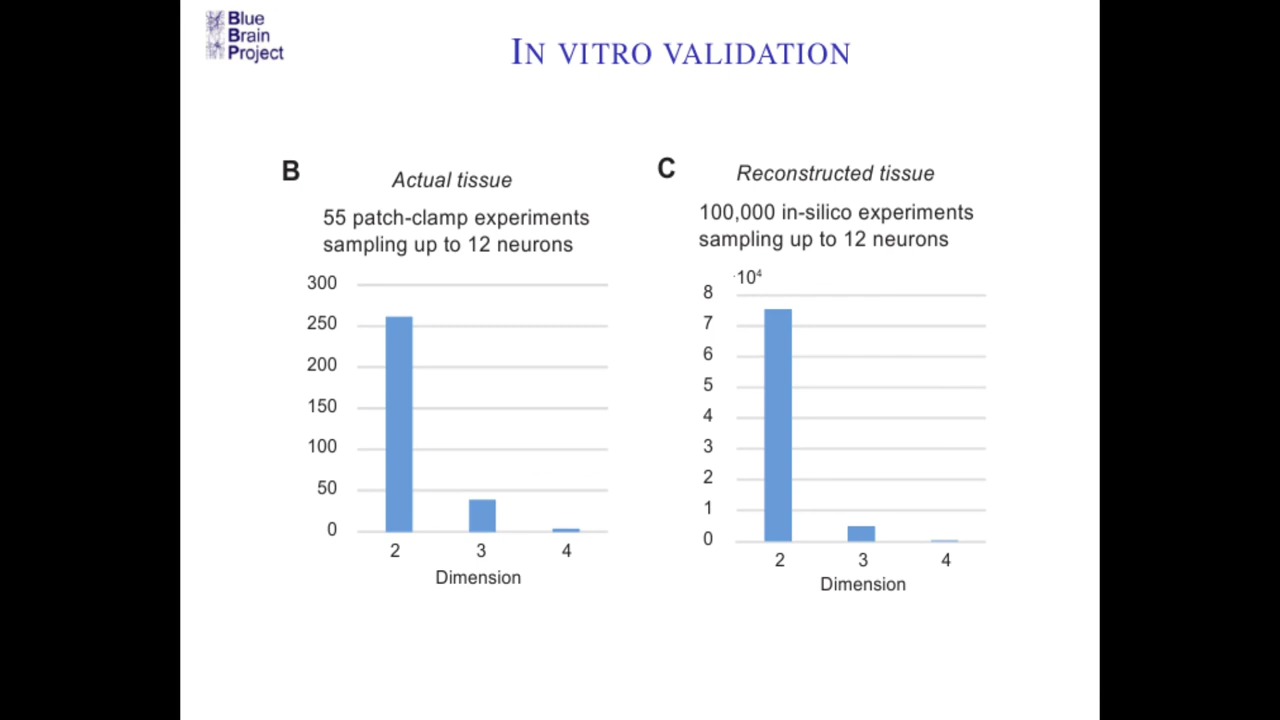 Blue
Brain
Project
IN VITRO VALIDATION
B
Actual tissue
55 patch-clamp experiments
sampling up to 12 neurons
300
250
200
150
100
50
0
2 3 4
Dimension
C
Reconstructed tissue
100,000 in-silico experiments
sampling up to 12 neurons
·10⁴
8
7
6
5
4
3
2
1
0
2 3 4
Dimension